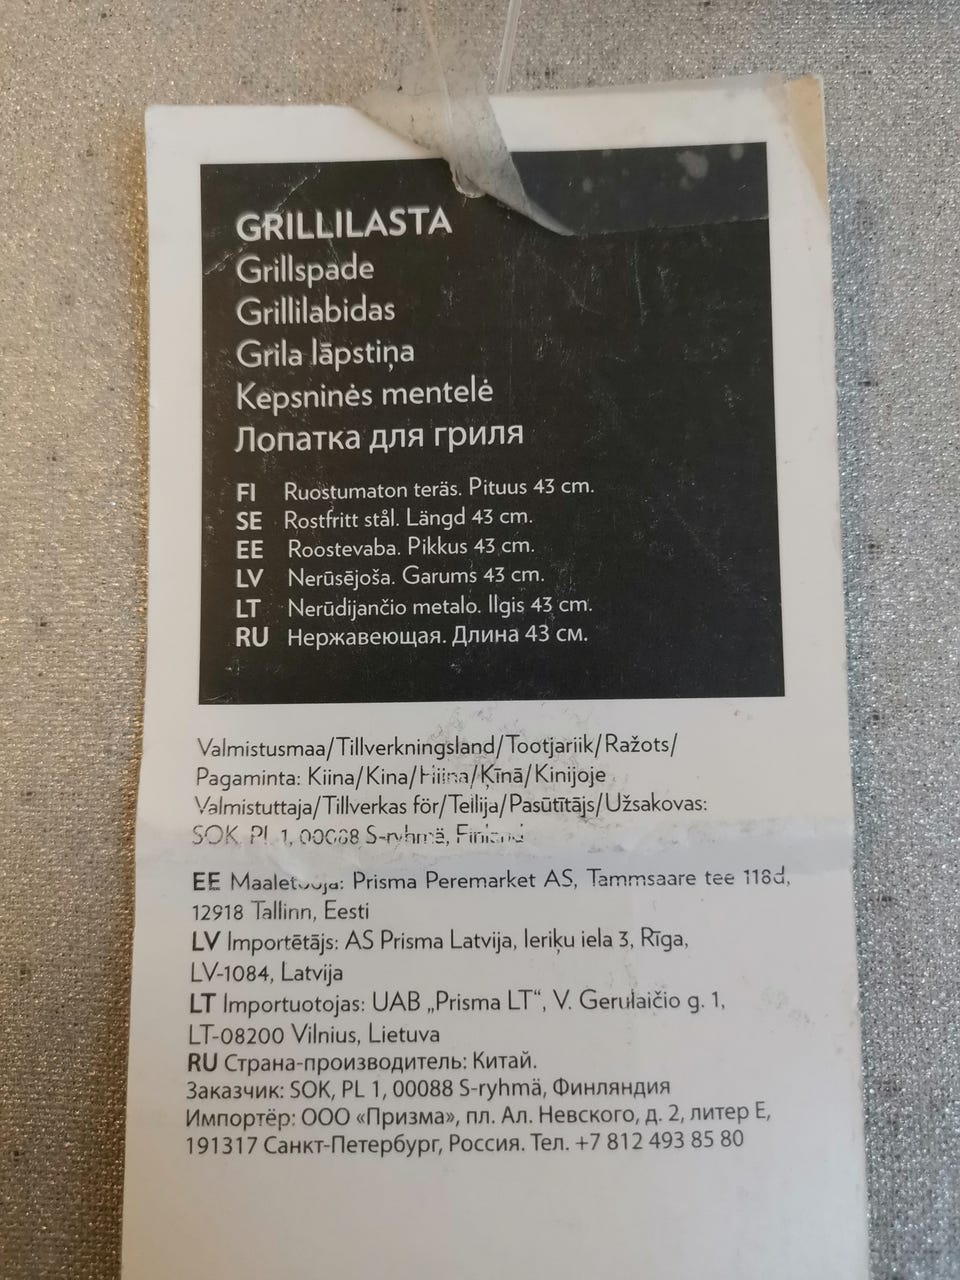 GRILLILASTA
Grillspade
Grillilabidas
Grila lāpstiņa
Kepsninės mentelė
Лопатка для гриля
FI Ruostumaton teräs. Pituus 43 cm.
SE Rostfritt stål. Längd 43 cm.
EE Roostevaba. Pikkus 43 cm.
LV Nerūsējoša. Garums 43 cm.
LT Nerūdijančio metalo. Ilgis 43 cm.
RU Нержавеющая. Длина 43 см.
Valmistusmaa/Tillverkningsland/Tootjariik/Ražots/
Pagaminta: Kiina/Kina/Hiina/Ķīnā/Kinijoje
Valmistuttaja/Tillverkas för/Tellija/Pasūtītājs/Užsakovas:
SOK, PL 1, 00088 S-ryhmä, Finland
EE Maaletooja: Prisma Peremarket AS, Tammsaare tee 118d,
12918 Tallinn, Eesti
LV Importētājs: AS Prisma Latvija, Ieriķu iela 3, Rīga,
LV-1084, Latvija
LT Importuotojas: UAB „Prisma LT“, V. Gerulaičio g. 1,
LT-08200 Vilnius, Lietuva
RU Страна-производитель: Китай.
Заказчик: SOK, PL 1, 00088 S-ryhmä, Финляндия
Импортёр: ООО «Призма», пл. Ал. Невского, д. 2, литер Е,
191317 Санкт-Петербург, Россия. Тел. +7 812 493 85 80